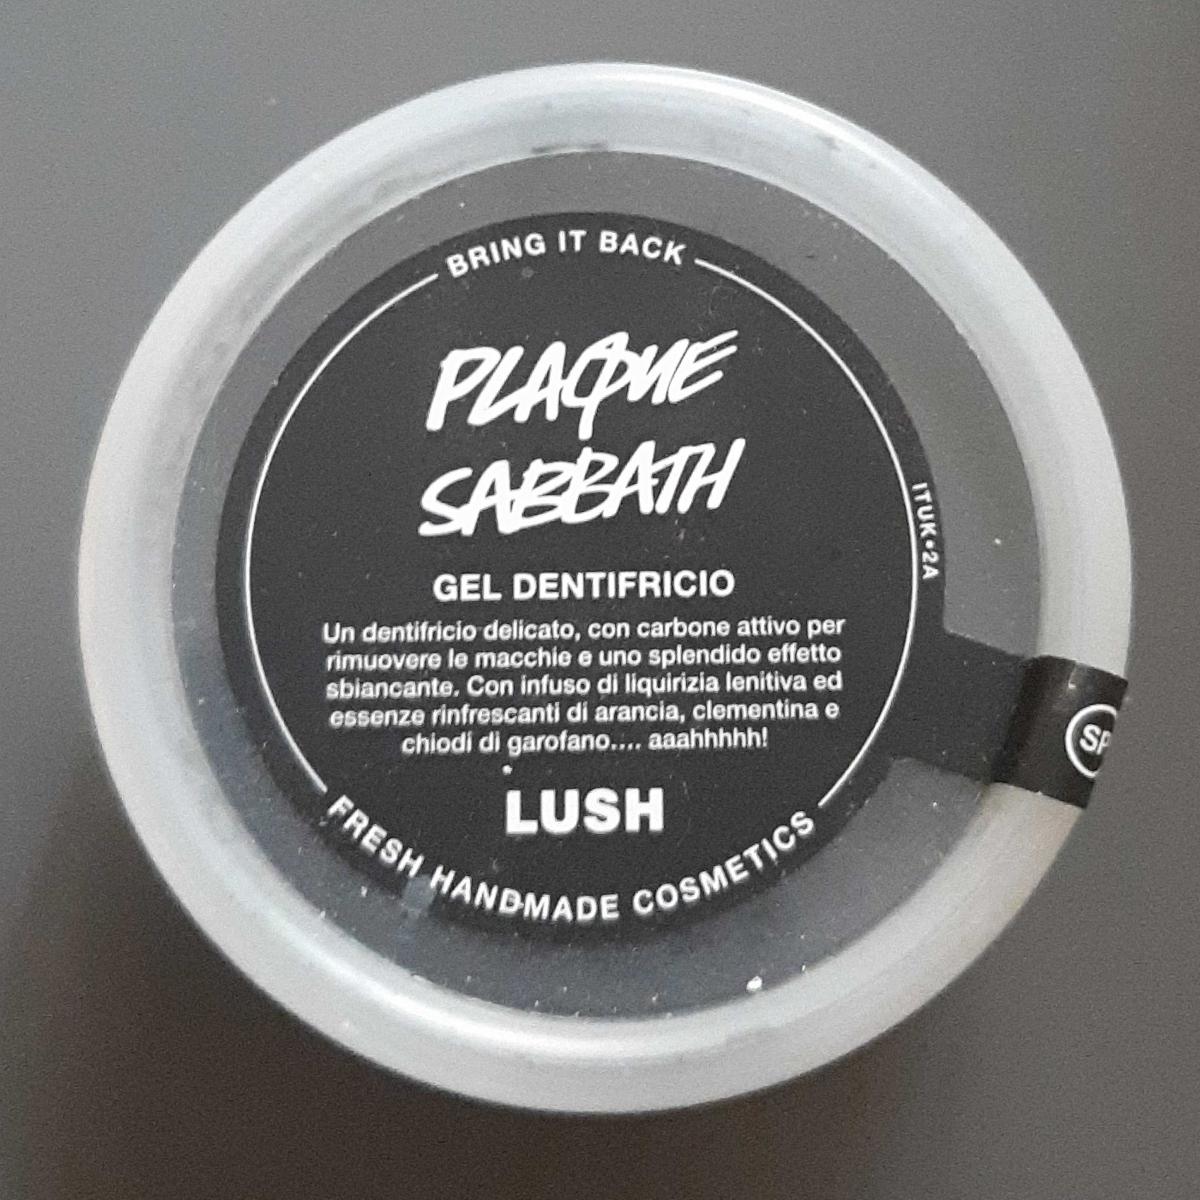 BRING IT BACK
PLAQUE
SABBATH
ITUK•2A
GEL DENTIFRICIO
Un dentifricio delicato, con carbone attivo per
rimuovere le macchie e uno splendido effetto
sbiancante. Con infuso di liquirizia lenitiva ed
essenze rinfrescanti di arancia, clementina e
chiodi di garofano.... aaahhhhh!
SP
LUSH
FRESH HANDMADE COSMETICS